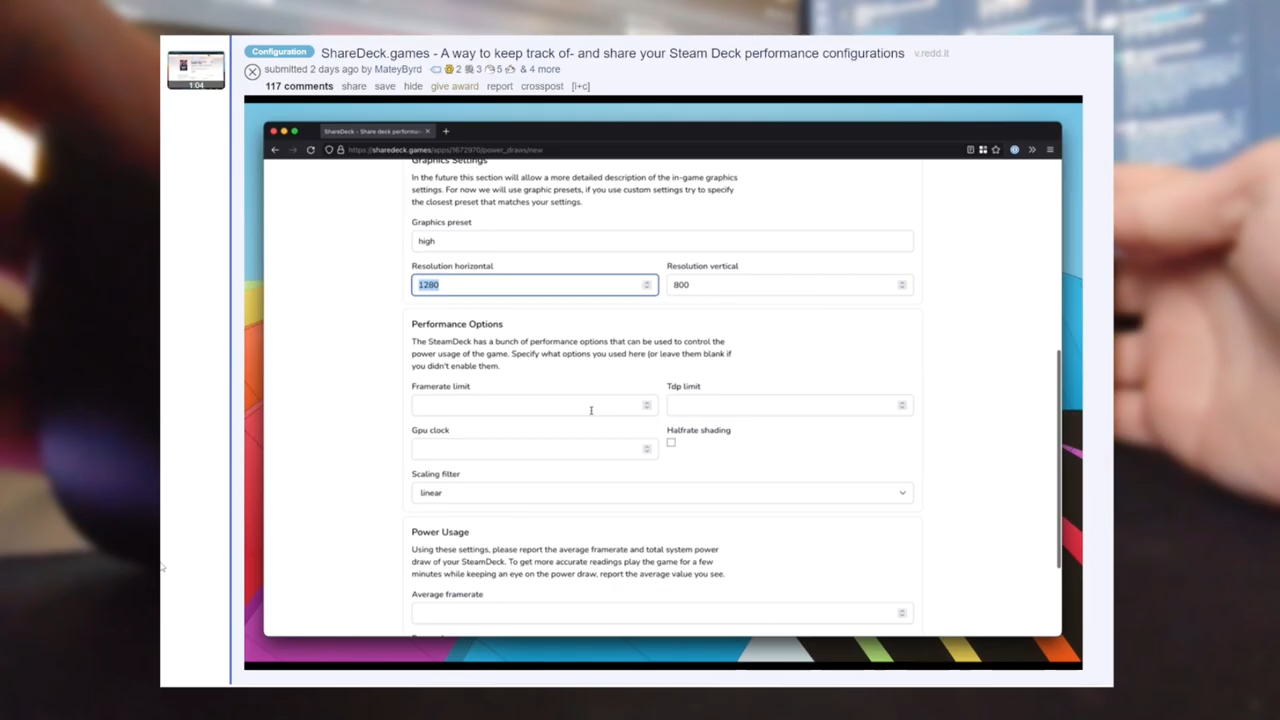 Configuration
ShareDeck.games - A way to keep track of- and share your Steam Deck performance configurations
v.redd.it
submitted 2 days ago by MateyByrd 2 3 5 & 4 more
1:04
117 comments share save hide give award report crosspost [l+c]
ShareDeck - Share deck performa
https://sharedeck.games/apps/1672970/power_draws/new
Graphics Settings
In the future this section will allow a more detailed description of the in-game graphics
settings. For now we will use graphic presets, if you use custom settings try to specify
the closest preset that matches your settings.
Graphics preset
high
Resolution horizontal
Resolution vertical
1280
800
Performance Options
The SteamDeck has a bunch of performance options that can be used to control the
power usage of the game. Specify what options you used here (or leave them blank if
you didn't enable them.
Framerate limit
Tdp limit
Gpu clock
Halfrate shading
Scaling filter
linear
Power Usage
Using these settings, please report the average framerate and total system power
draw of your SteamDeck. To get more accurate readings play the game for a few
minutes while keeping an eye on the power draw, report the average value you see.
Average framerate